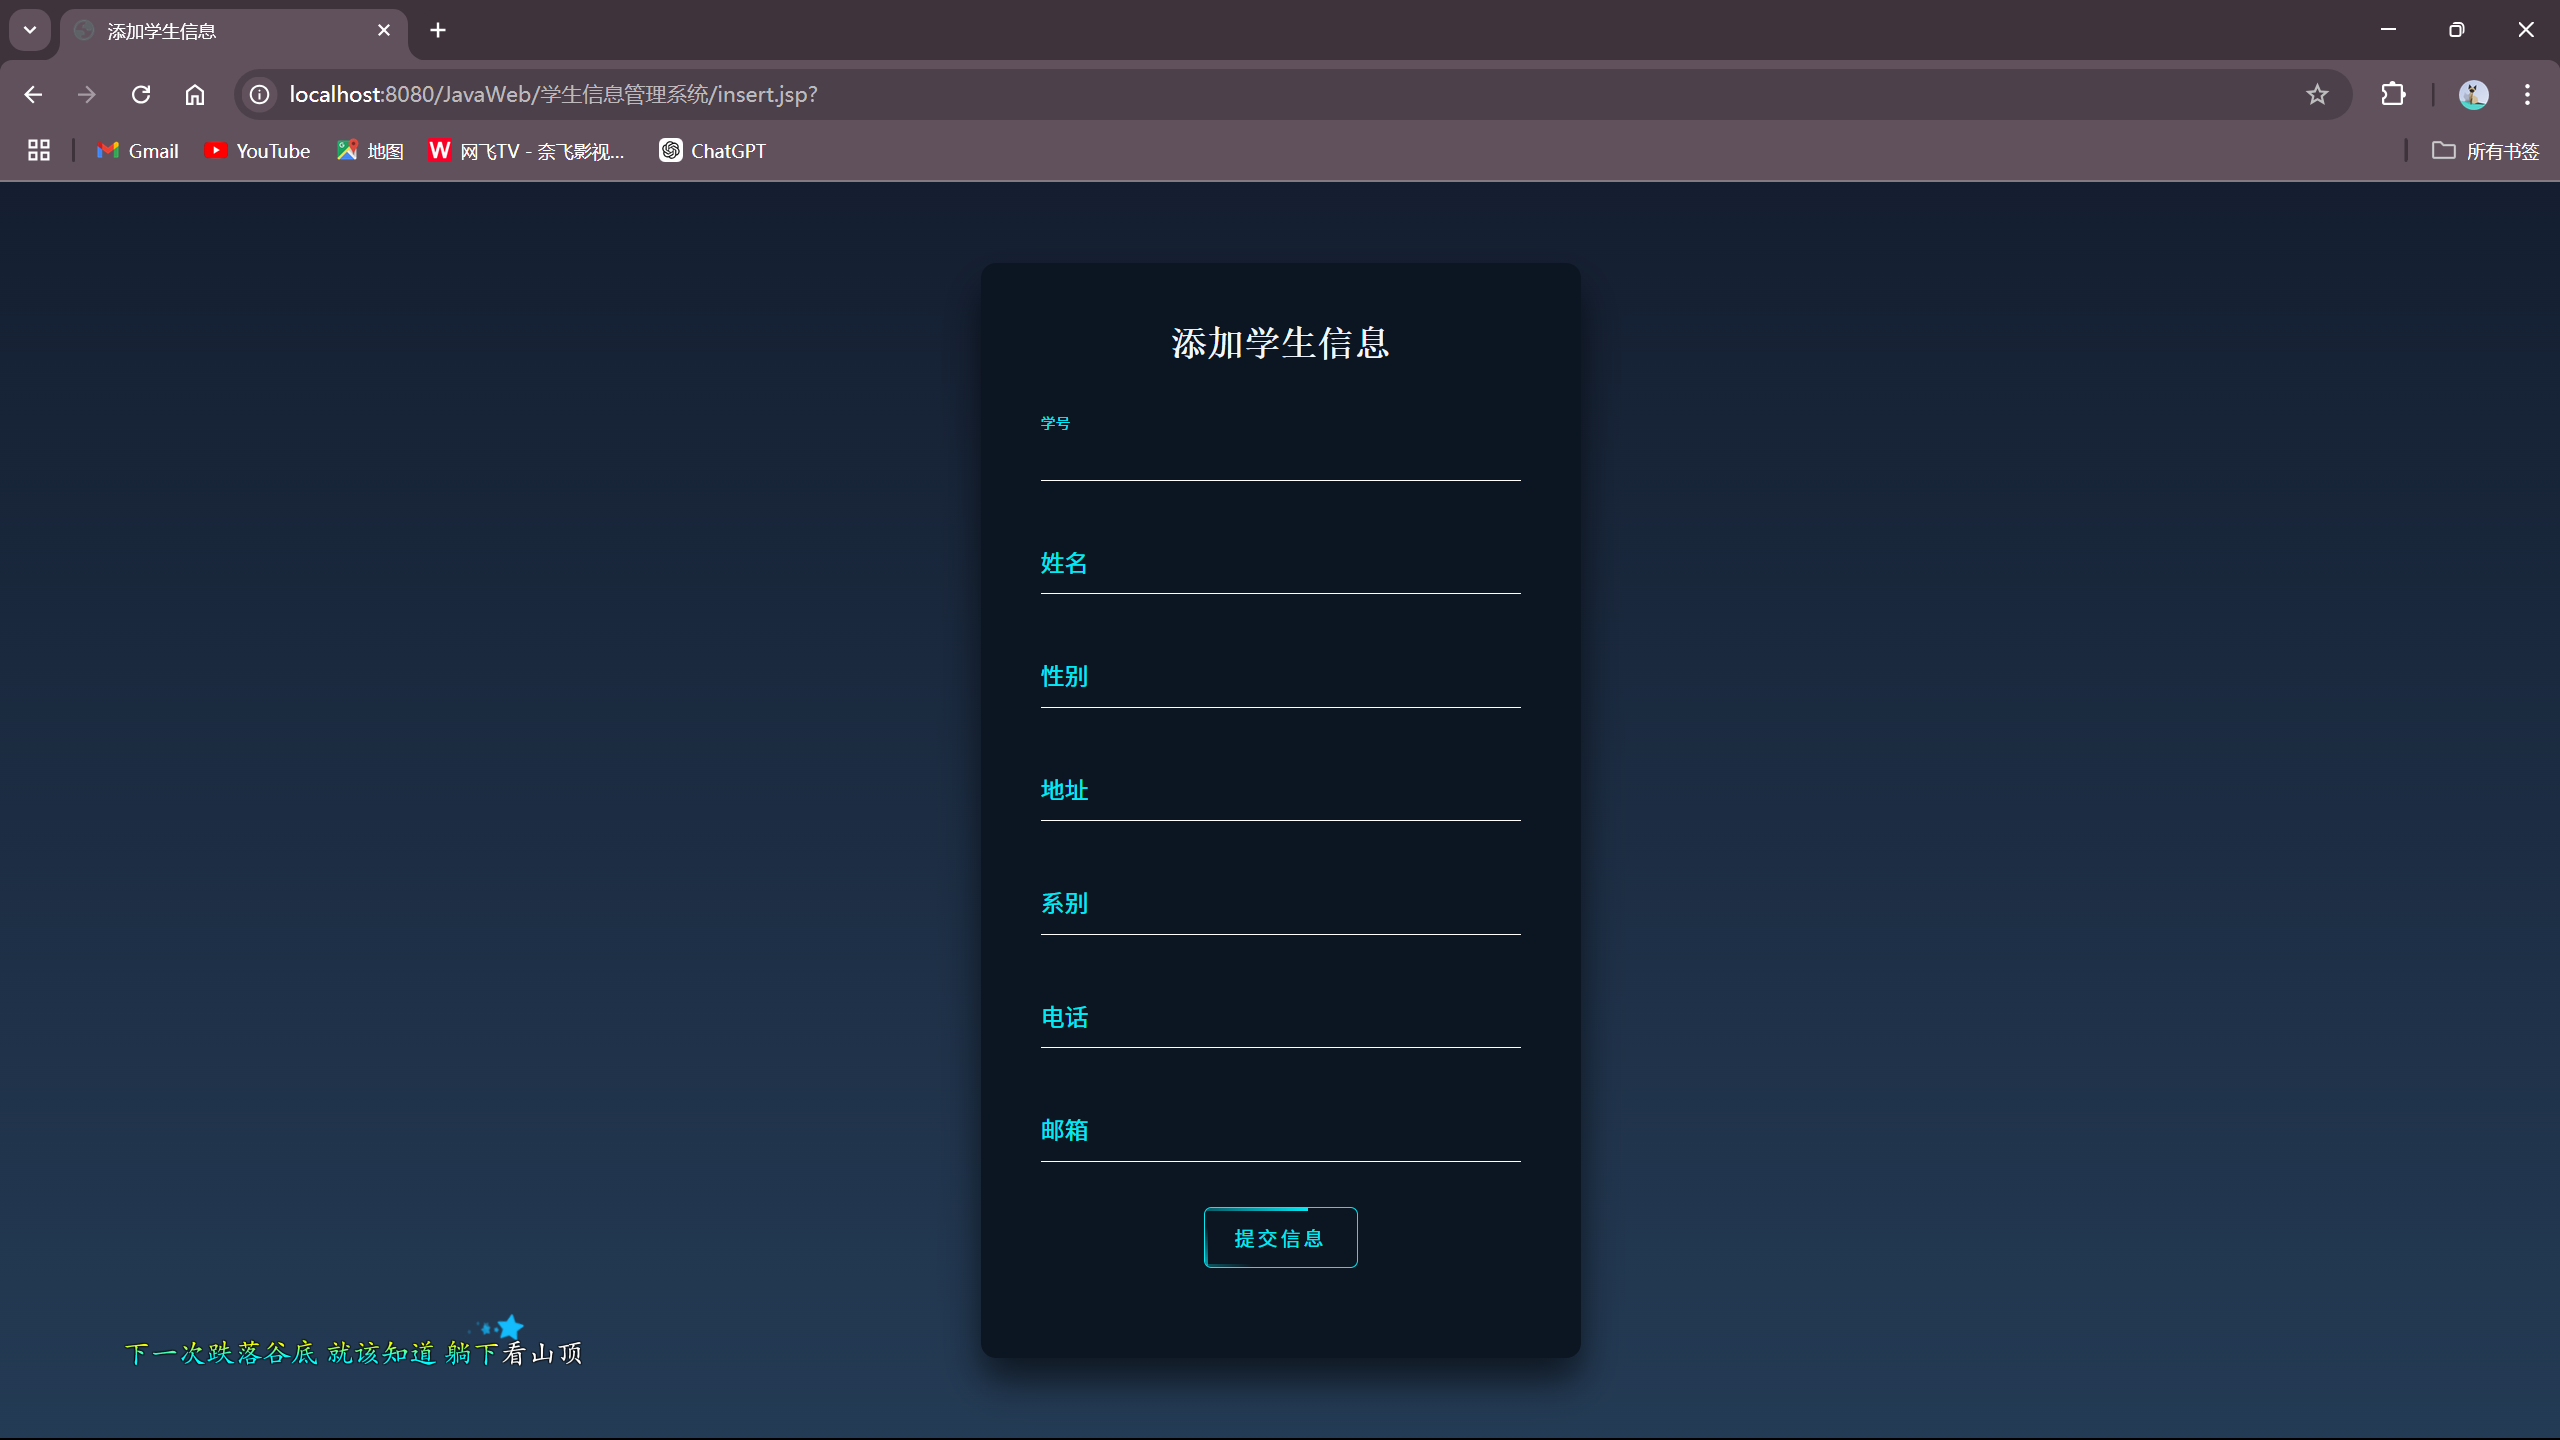 添加学生信息
localhost:8080/JavaWeb/学生信息管理系统/insert.jsp?
Gmail YouTube 地图 W 网飞TV - 奈飞影视... ChatGPT 所有书签
添加学生信息
学号
姓名
性别
地址
系别
电话
邮箱
提交信息
下一次跌落谷底 就该知道 躺下看山顶